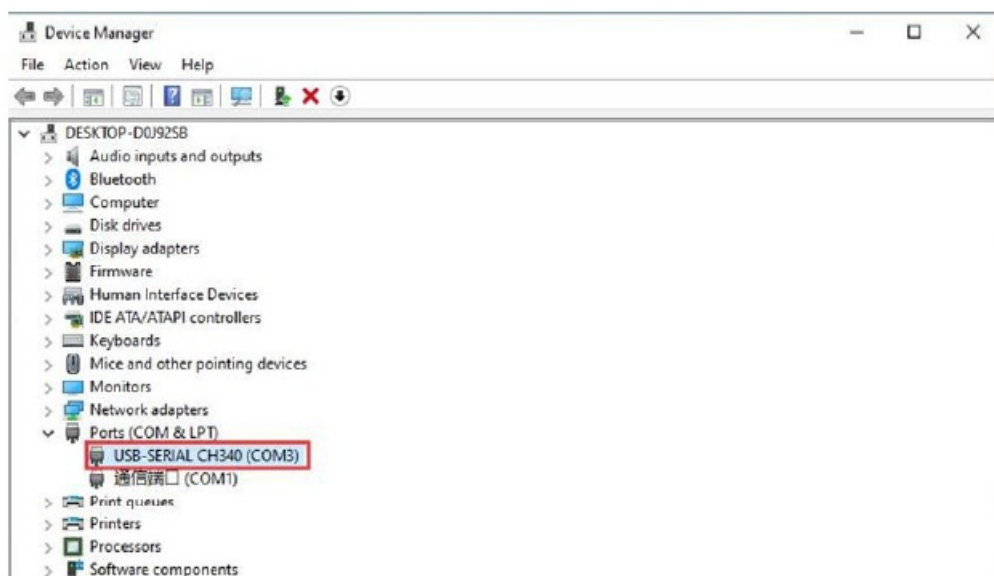 Device Manager
File Action View Help
DESKTOP-D0J92SB
Audio inputs and outputs
Bluetooth
Computer
Disk drives
Display adapters
Firmware
Human Interface Devices
IDE ATA/ATAPI controllers
Keyboards
Mice and other pointing devices
Monitors
Network adapters
Ports (COM & LPT)
USB-SERIAL CH340 (COM3)
通信端口 (COM1)
Print queues
Printers
Processors
Software components